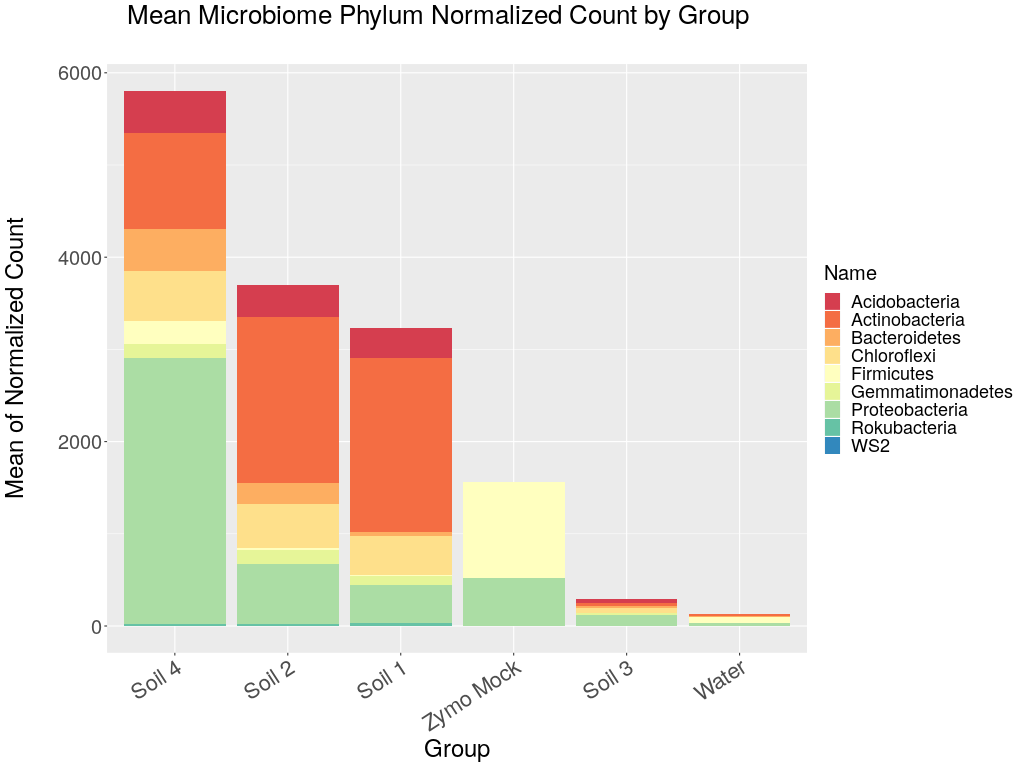 Mean Microbiome Phylum Normalized Count by Group
Mean of Normalized Count
6000
4000
2000
0
Soil 4
Soil 2
Soil 1
Zymo Mock
Soil 3
Water
Group
Name
Acidobacteria
Actinobacteria
Bacteroidetes
Chloroflexi
Firmicutes
Gemmatimonadetes
Proteobacteria
Rokubacteria
WS2